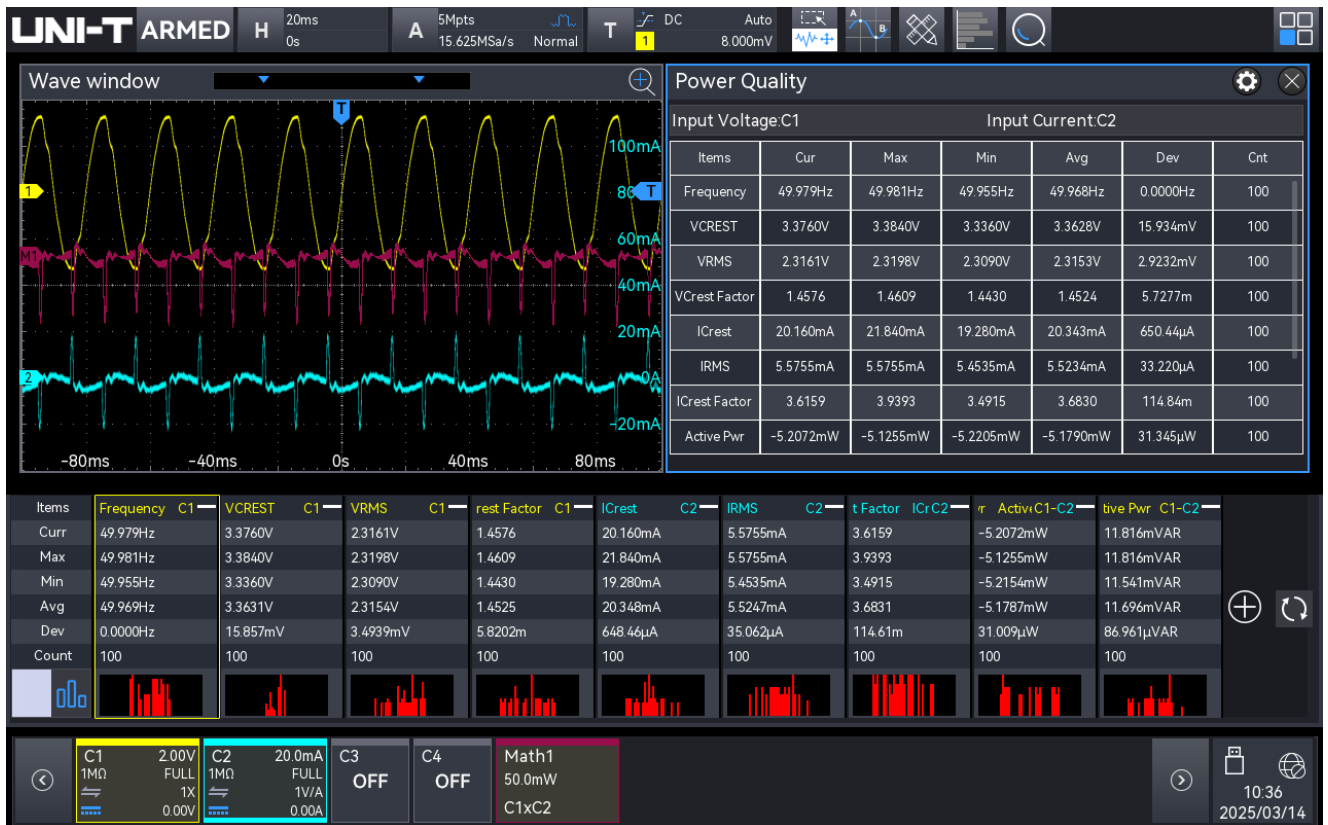 UNI-T ARMED H 20ms 0s A 5Mpts 15.625MSa/s Normal T DC Auto 1 8.000mV A B
Wave window
T
1
T
M1
2
100mA
80
60mA
40mA
20mA
0A
-20mA
-80ms -40ms 0s 40ms 80ms
Power Quality
Input Voltage:C1 Input Current:C2
Items Cur Max Min Avg Dev Cnt
Frequency 49.979Hz 49.981Hz 49.955Hz 49.968Hz 0.0000Hz 100
VCREST 3.3760V 3.3840V 3.3360V 3.3628V 15.934mV 100
VRMS 2.3161V 2.3198V 2.3090V 2.3153V 2.9232mV 100
VCrest Factor 1.4576 1.4609 1.4430 1.4524 5.7277m 100
ICrest 20.160mA 21.840mA 19.280mA 20.343mA 650.44µA 100
IRMS 5.5755mA 5.5755mA 5.4535mA 5.5234mA 33.220µA 100
ICrest Factor 3.6159 3.9393 3.4915 3.6830 114.84m 100
Active Pwr -5.2072mW -5.1255mW -5.2205mW -5.1790mW 31.345µW 100
Items Frequency C1 VCREST C1 VRMS C1 rest Factor C1 ICrest C2 IRMS C2 t Factor ICrC2 r Active C1-C2 tive Pwr C1-C2
Curr 49.979Hz 3.3760V 2.3161V 1.4576 20.160mA 5.5755mA 3.6159 -5.2072mW 11.816mVAR
Max 49.981Hz 3.3840V 2.3198V 1.4609 21.840mA 5.5755mA 3.9393 -5.1255mW 11.816mVAR
Min 49.955Hz 3.3360V 2.3090V 1.4430 19.280mA 5.4535mA 3.4915 -5.2154mW 11.541mVAR
Avg 49.969Hz 3.3631V 2.3154V 1.4525 20.348mA 5.5247mA 3.6831 -5.1787mW 11.696mVAR
Dev 0.0000Hz 15.857mV 3.4939mV 5.8202m 648.46µA 35.062µA 114.61m 31.009µW 86.961µVAR
Count 100 100 100 100 100 100 100 100 100
C1 2.00V
1MΩ FULL
1X
0.00V
C2 20.0mA
1MΩ FULL
1V/A
0.00A
C3
OFF
C4
OFF
Math1
50.0mW
C1xC2
10:36
2025/03/14